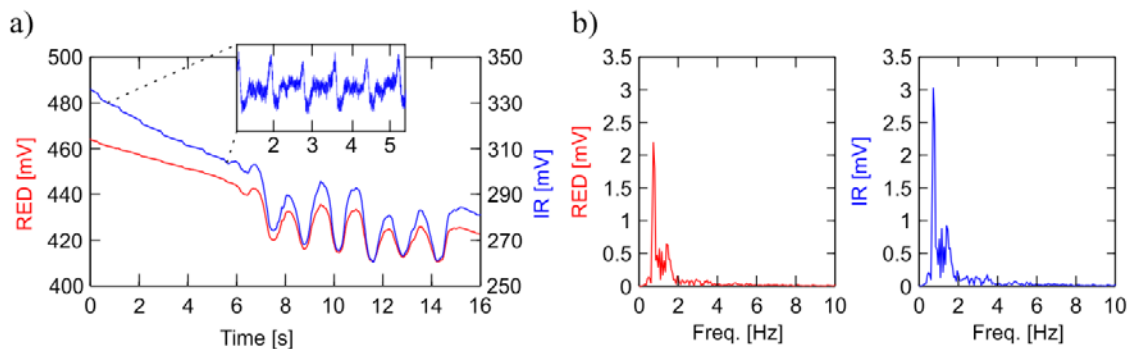 a)
500
480
460
440
420
400
RED [mV]
350
330
310
290
270
250
IR [mV]
2 3 4 5
0 2 4 6 8 10 12 14 16
Time [s]
b)
3.5
3
2.5
2
1.5
1
0.5
0
RED [mV]
0 2 4 6 8 10
Freq. [Hz]
3.5
3
2.5
2
1.5
1
0.5
0
IR [mV]
0 2 4 6 8 10
Freq. [Hz]